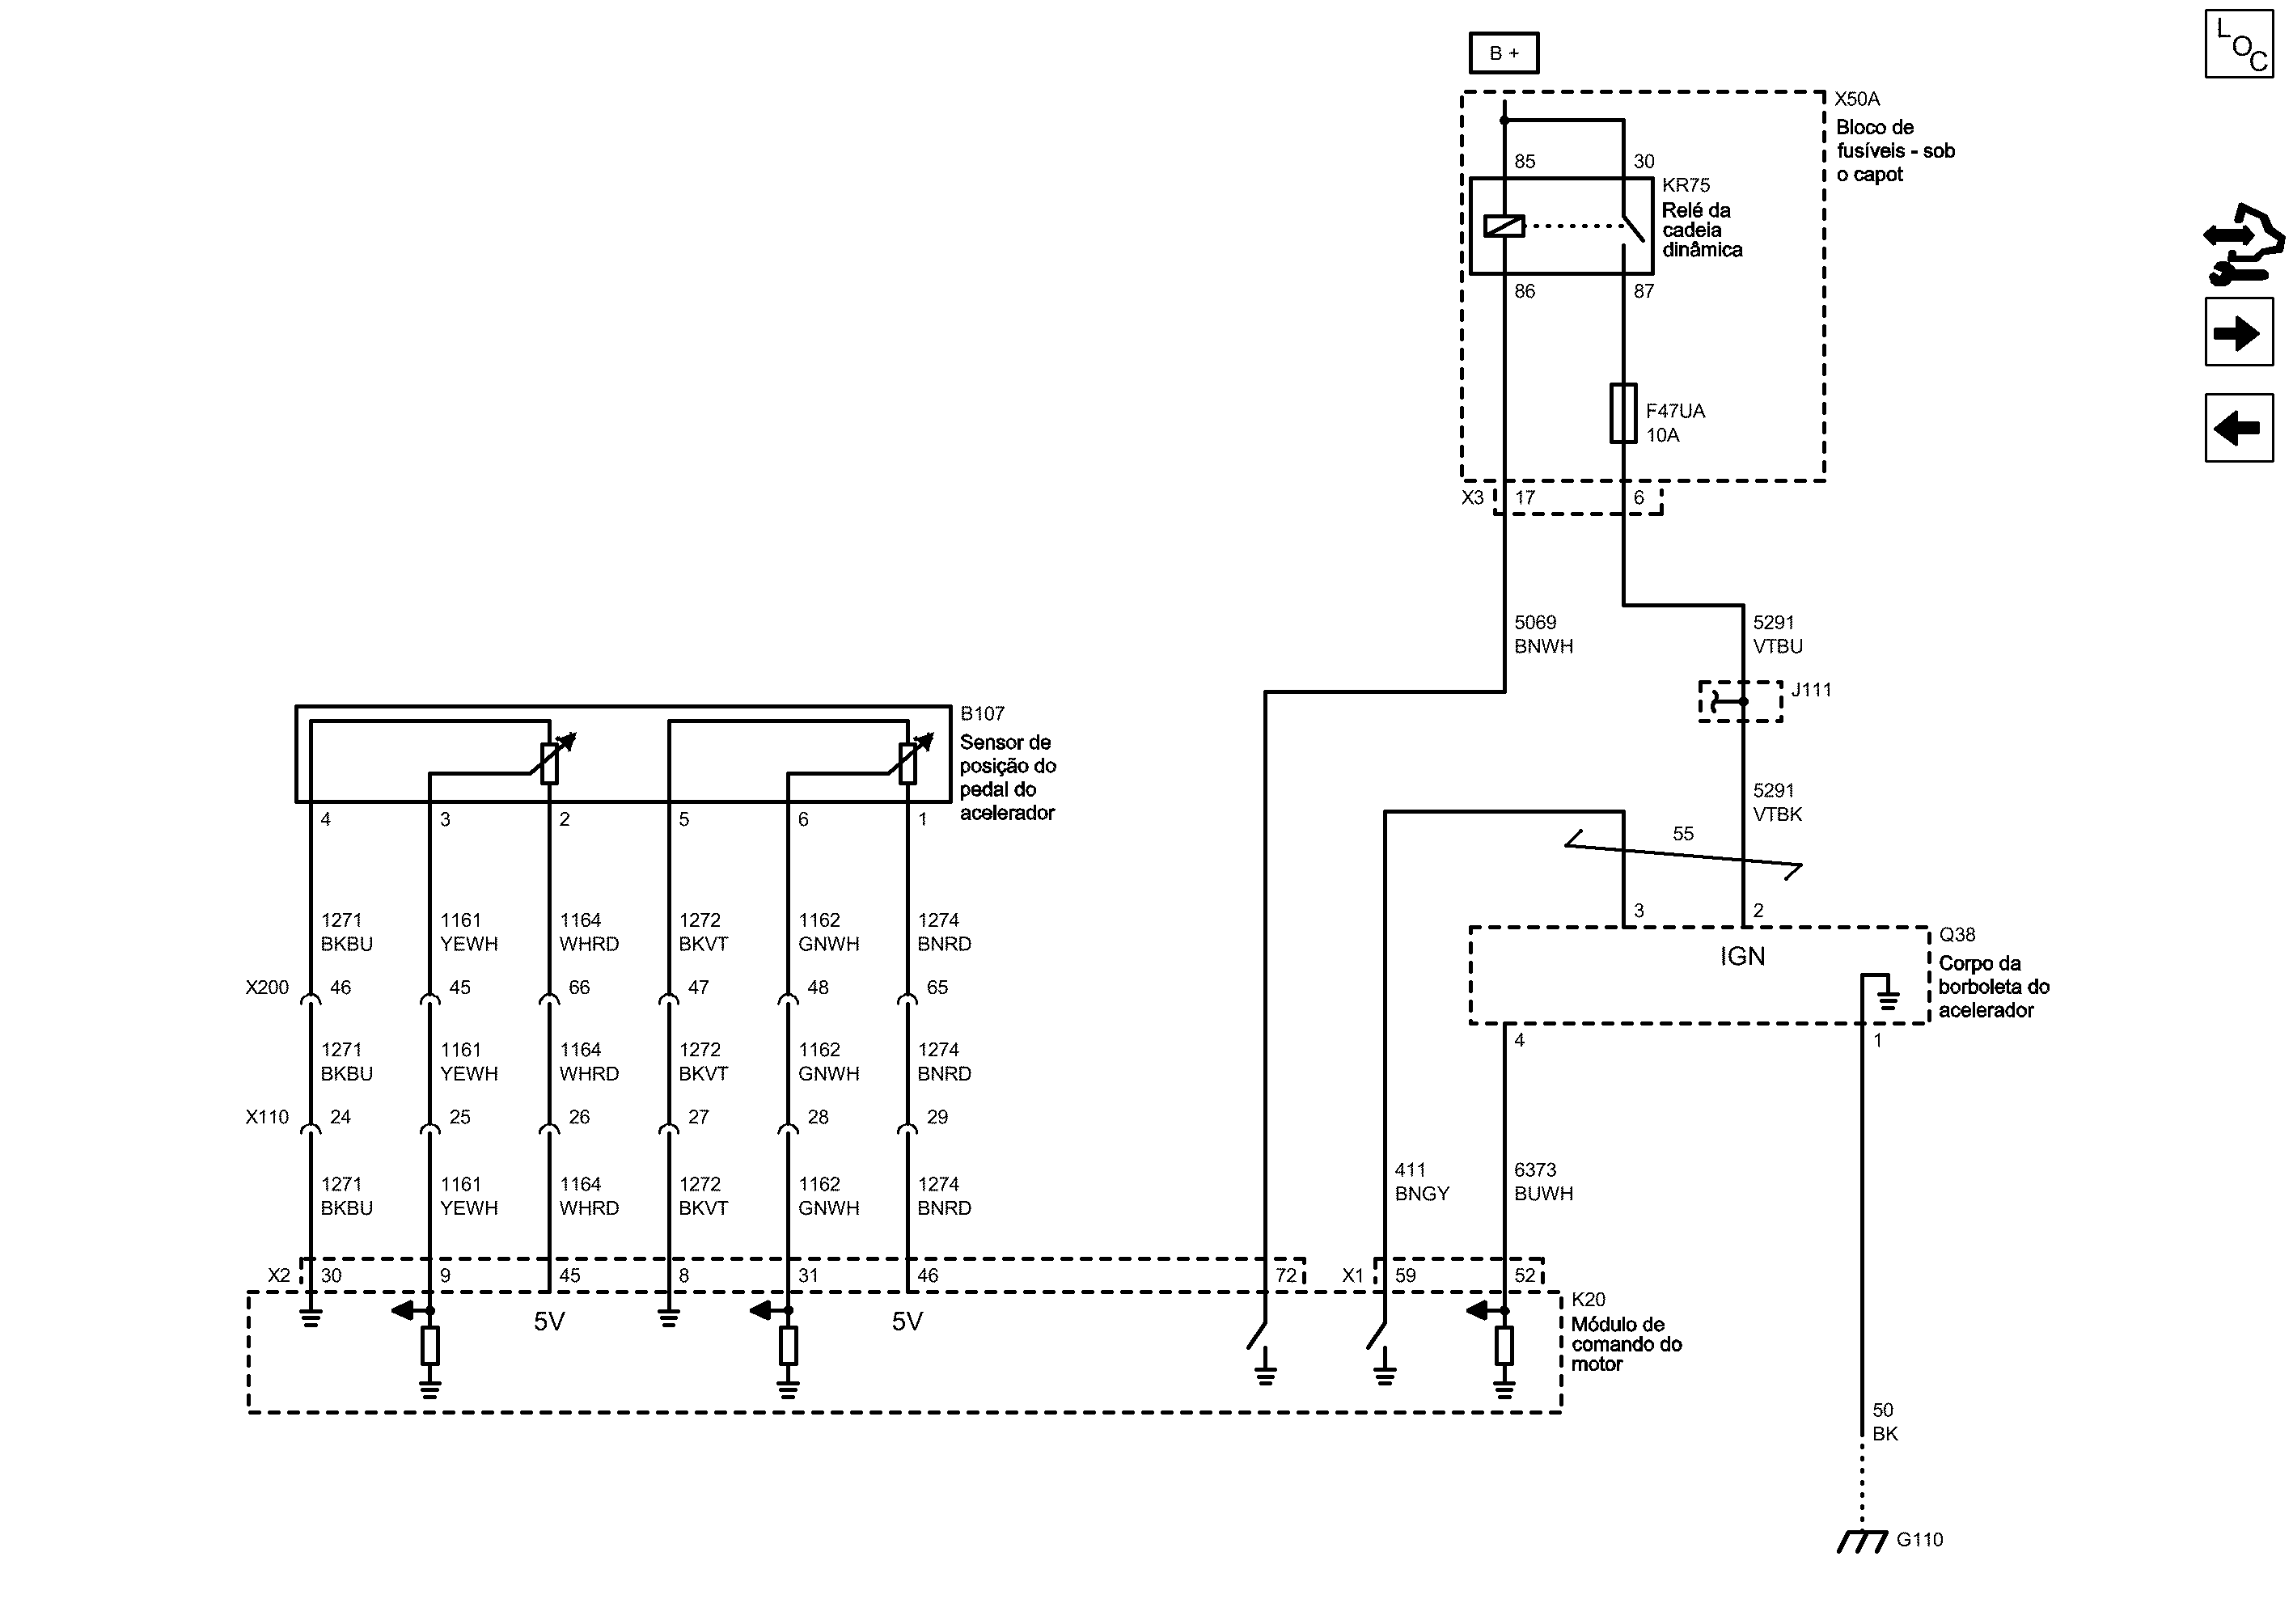 LOC
B +
X50A
Bloco de
fusíveis - sob
o capot
85
30
KR75
Relé da
cadeia
dinâmica
86
87
F47UA
10A
X3
17
6
5069
BNWH
5291
VTBU
J111
B107
Sensor de
posição do
pedal do
acelerador
4
3
2
5
6
1
5291
VTBK
55
3
2
1271
BKBU
1161
YEWH
1164
WHRD
1272
BKVT
1162
GNWH
1274
BNRD
IGN
Q38
Corpo da
borboleta do
acelerador
X200
46
45
66
47
48
65
4
1
1271
BKBU
1161
YEWH
1164
WHRD
1272
BKVT
1162
GNWH
1274
BNRD
X110
24
25
26
27
28
29
1271
BKBU
1161
YEWH
1164
WHRD
1272
BKVT
1162
GNWH
1274
BNRD
411
BNGY
6373
BUWH
X2
30
9
45
8
31
46
72
X1
59
52
5V
5V
K20
Módulo de
comando do
motor
50
BK
G110